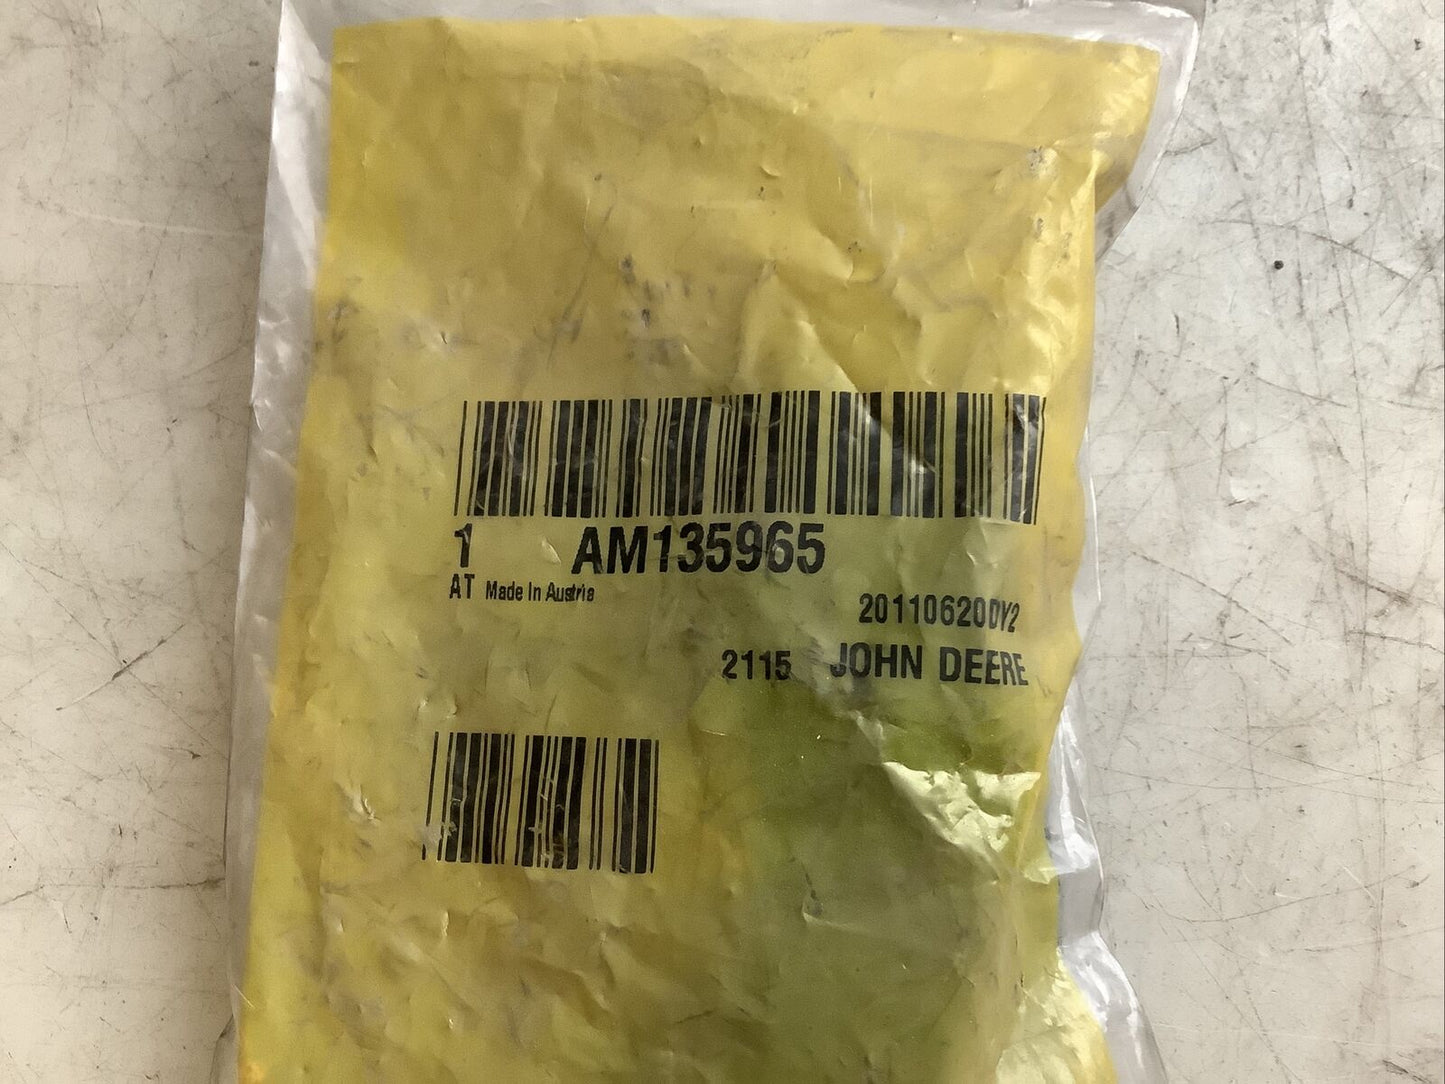 1 AM135965
AT Made In Austria
20110620DY2
2115 JOHN DEERE